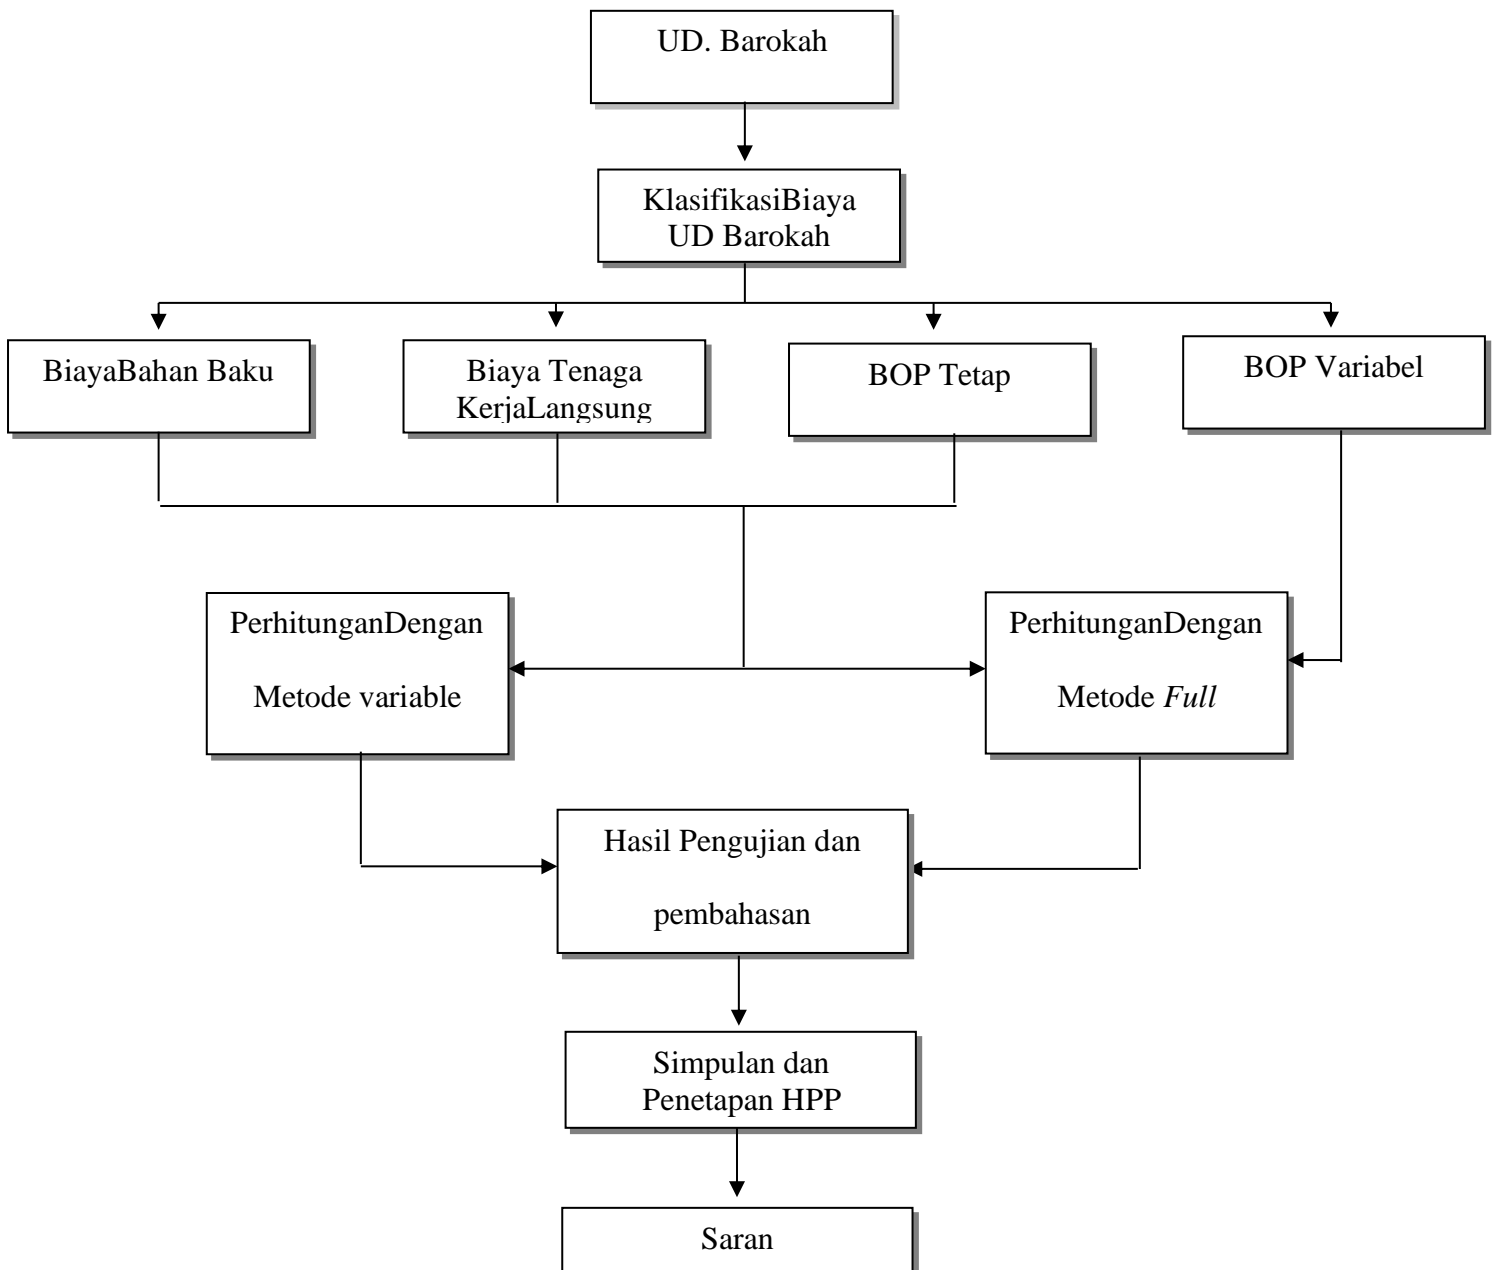 UD. Barokah
KlasifikasiBiaya
UD Barokah
BiayaBahan Baku
Biaya Tenaga
KerjaLangsung
BOP Tetap
BOP Variabel
PerhitunganDengan
Metode variable
PerhitunganDengan
Metode Full
Hasil Pengujian dan
pembahasan
Simpulan dan
Penetapan HPP
Saran